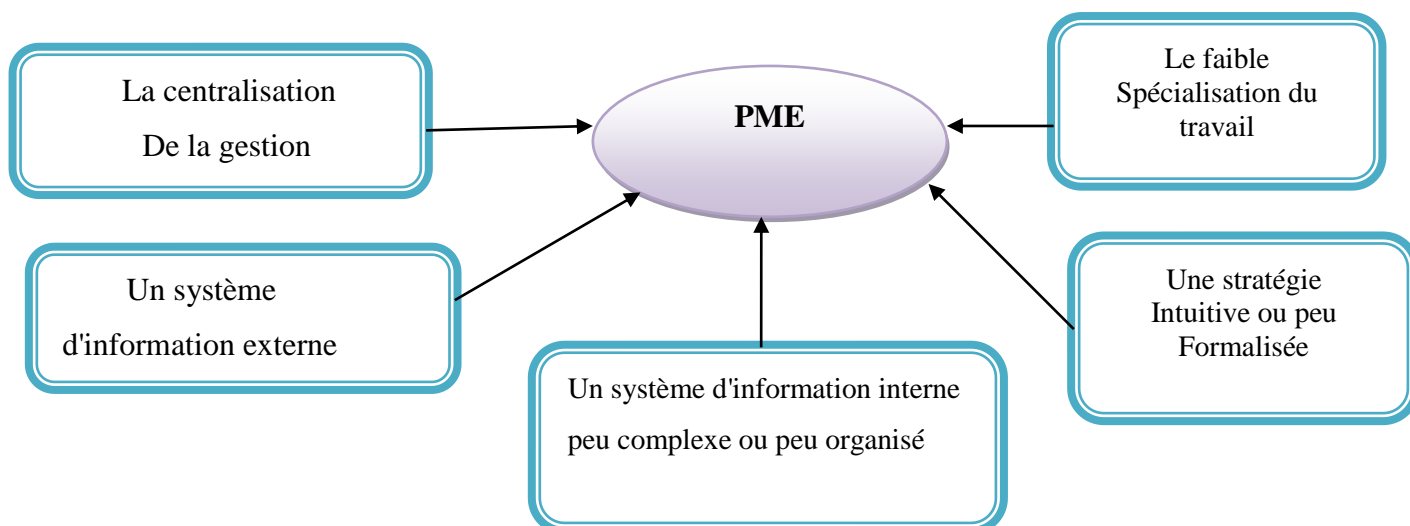 La centralisation
De la gestion
PME
Le faible
Spécialisation du
travail
Un système
d'information externe
Un système d'information interne
peu complexe ou peu organisé
Une stratégie
Intuitive ou peu
Formalisée